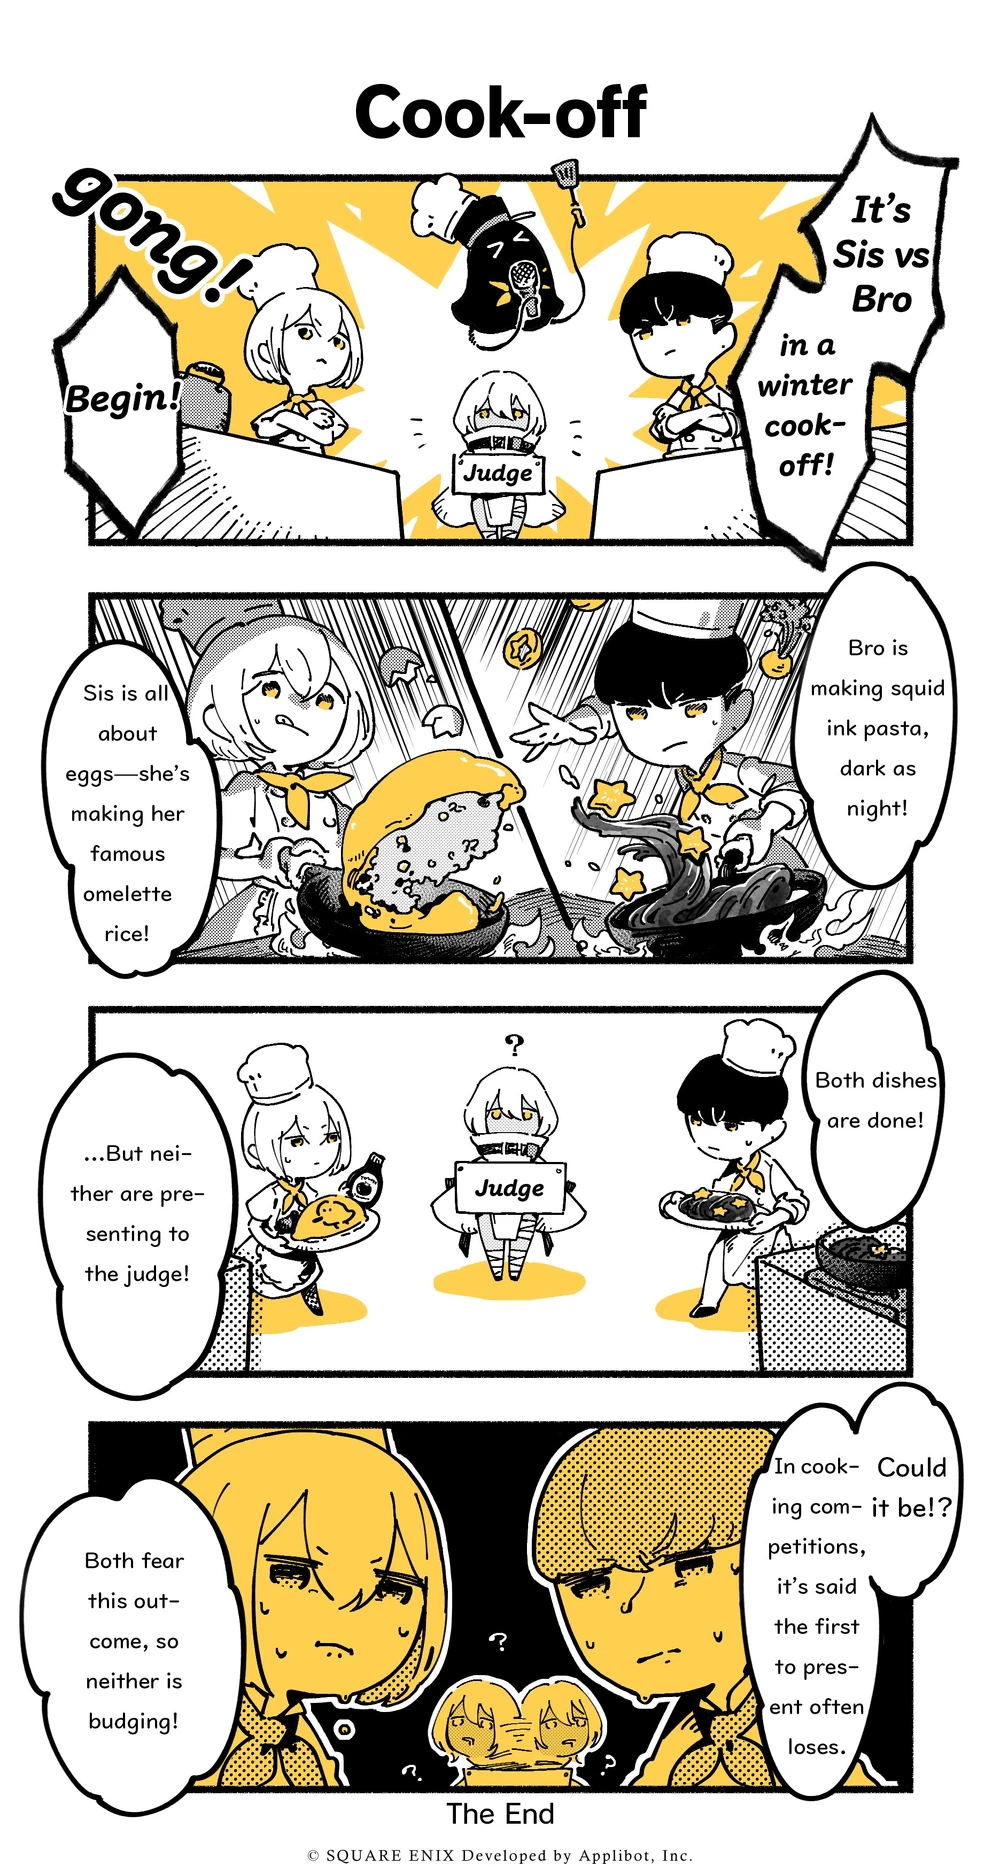 Cook-off
gong!
It's
Sis vs
Bro
in a
winter
cook-
off!
Begin!
Judge
Bro is
making squid
ink pasta,
dark as
night!
Sis is all
about
eggs—she's
making her
famous
omelette
rice!
Both dishes
are done!
?
Judge
...But nei-
ther are pre-
senting to
the judge!
Could
it be!?
In cook-
ing com-
petitions,
it's said
the first
to pres-
ent often
loses.
Both fear
this out-
come, so
neither is
budging!
?
?
?
The End
© SQUARE ENIX Developed by Applibot, Inc.